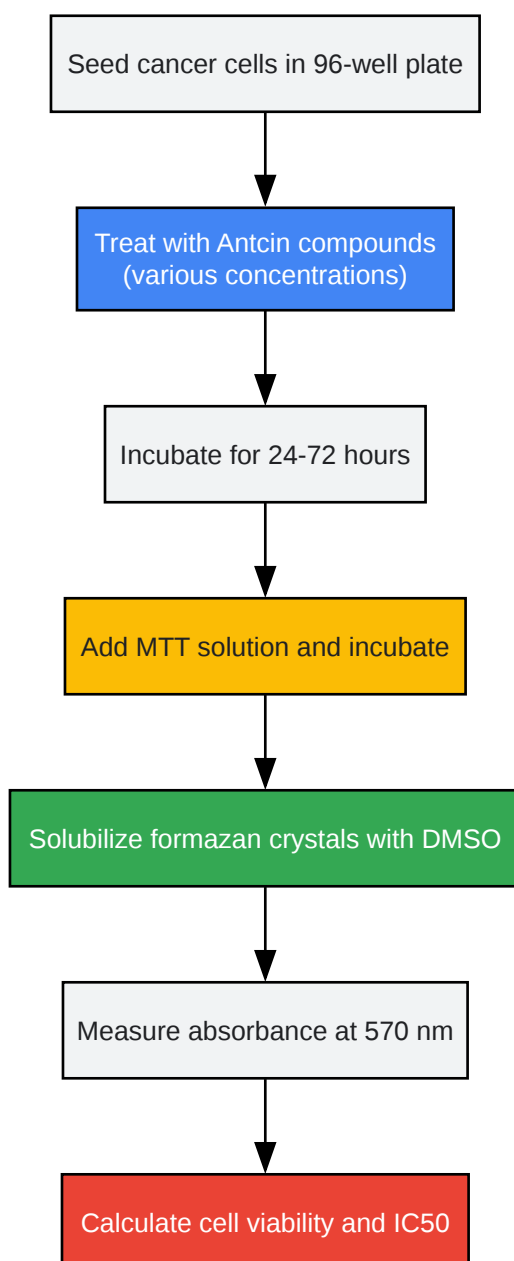 Seed cancer cells in 96-well plate
Treat with Antcin compounds
(various concentrations)
Incubate for 24-72 hours
Add MTT solution and incubate
Solubilize formazan crystals with DMSO
Measure absorbance at 570 nm
Calculate cell viability and IC50